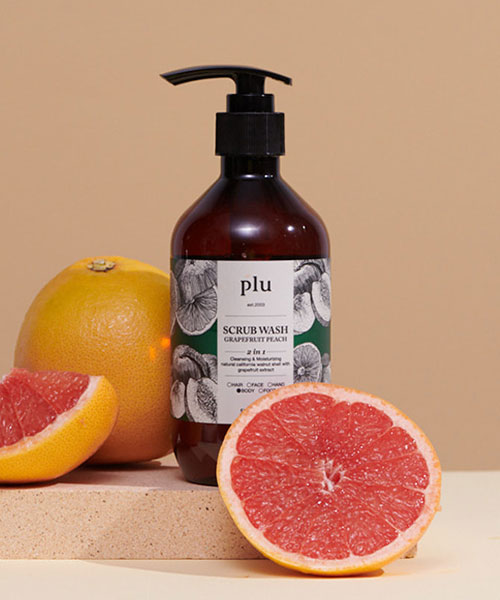 plu
est.2003
SCRUB WASH
GRAPEFRUIT PEACH
2 in 1
Cleansing & Moisturizing
natural california walnut shell with
grapefruit extract
○HAIR ○FACE ○HAND
●BODY ○FOOT